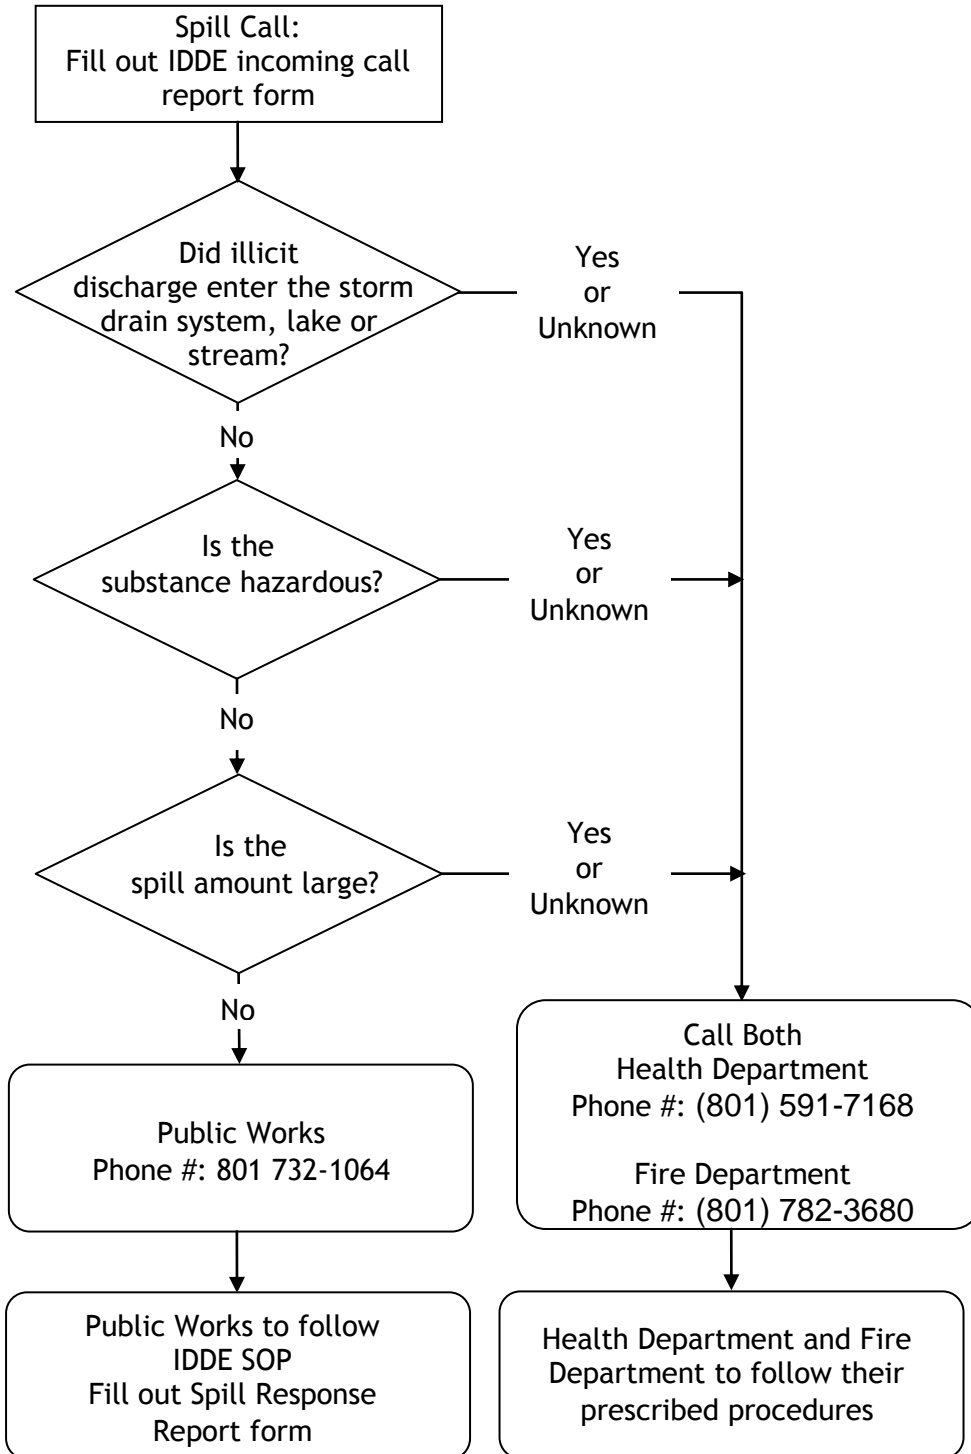 Spill Call:
Fill out IDDE incoming call
report form
Did illicit
discharge enter the storm
drain system, lake or
stream?
Yes
or
Unknown
No
Is the
substance hazardous?
Yes
or
Unknown
No
Is the
spill amount large?
Yes
or
Unknown
No
Call Both
Health Department
Phone #: (801) 591-7168
Fire Department
Phone #: (801) 782-3680
Public Works
Phone #: 801 732-1064
Public Works to follow
IDDE SOP
Fill out Spill Response
Report form
Health Department and Fire
Department to follow their
prescribed procedures